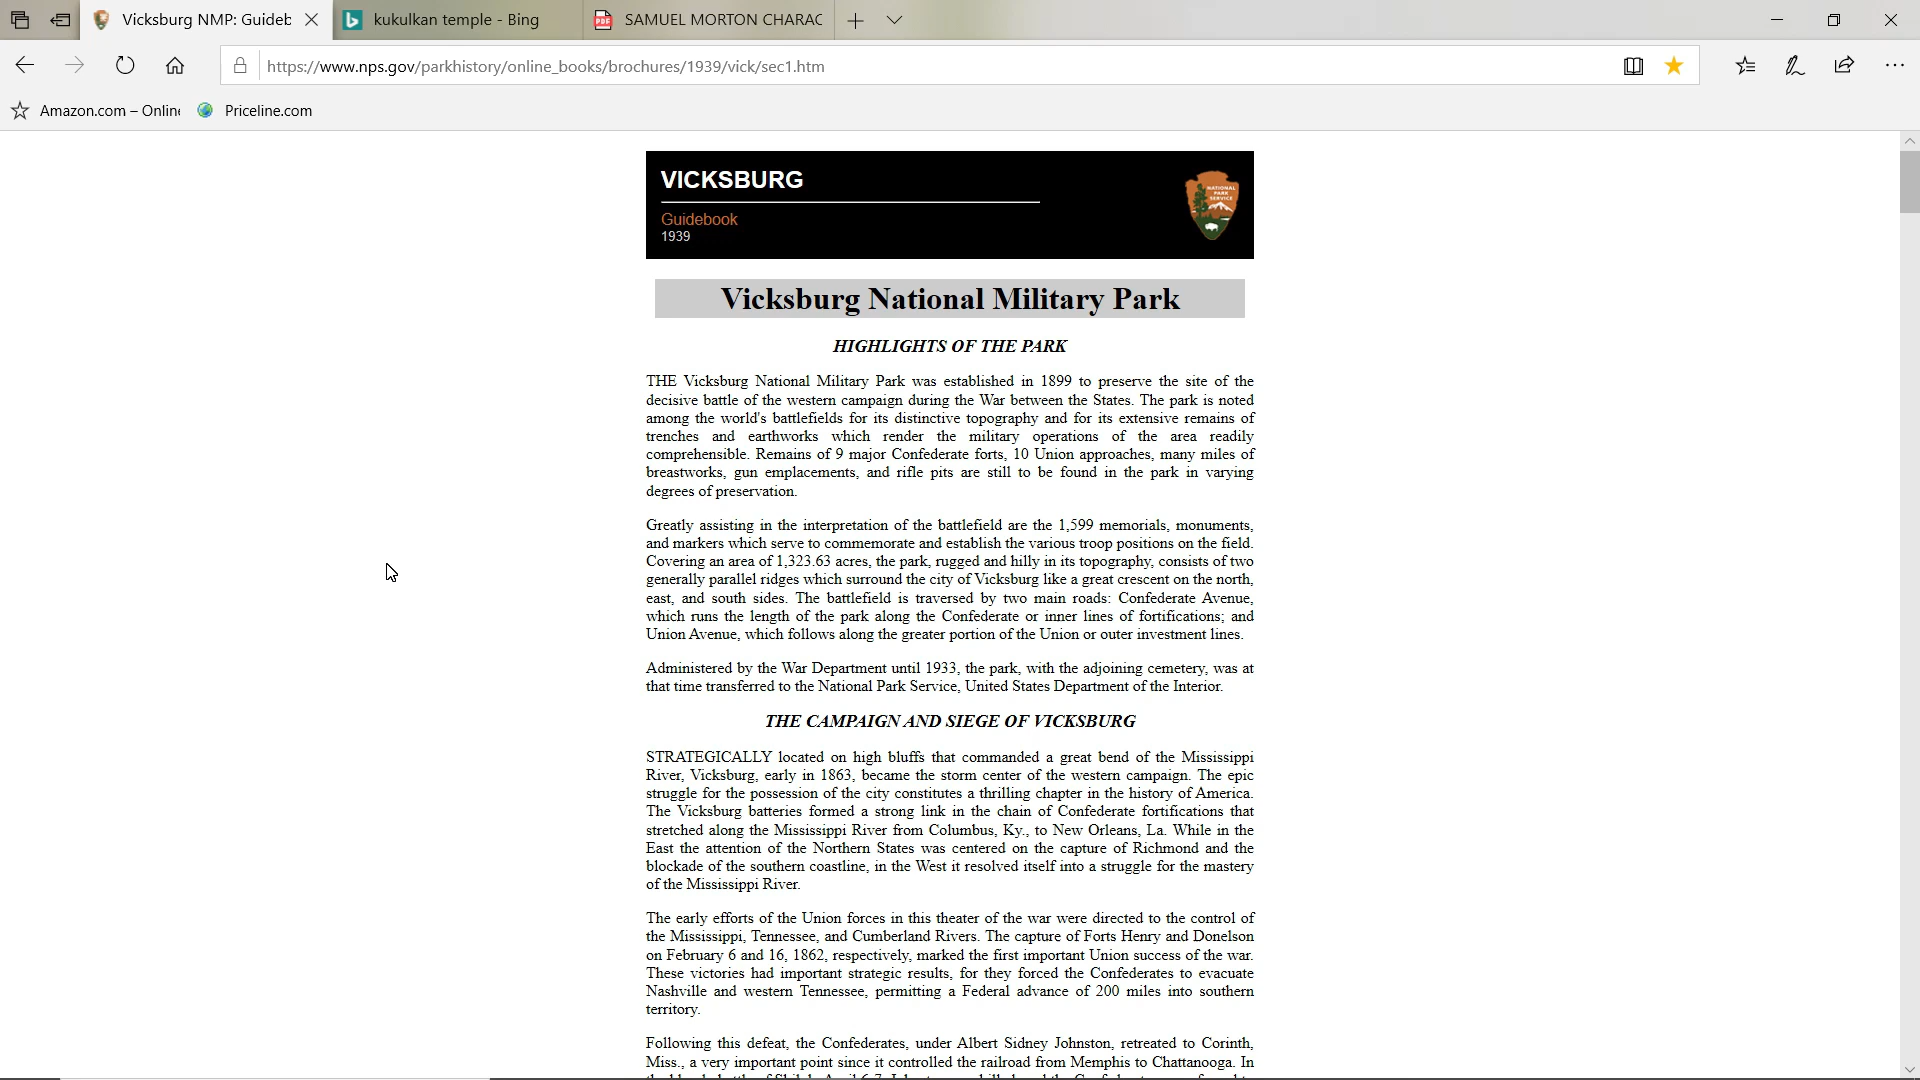 Vicksburg NMP: Guideb
kukulkan temple - Bing
PDF
SAMUEL MORTON CHARAC
https://www.nps.gov/parkhistory/online_books/brochures/1939/vick/sec1.htm
Amazon.com – Online
Priceline.com
VICKSBURG
Guidebook
1939
NATIONAL
PARK
SERVICE
Vicksburg National Military Park
HIGHLIGHTS OF THE PARK
THE Vicksburg National Military Park was established in 1899 to preserve the site of the
decisive battle of the western campaign during the War between the States. The park is noted
among the world's battlefields for its distinctive topography and for its extensive remains of
trenches and earthworks which render the military operations of the area readily
comprehensible. Remains of 9 major Confederate forts, 10 Union approaches, many miles of
breastworks, gun emplacements, and rifle pits are still to be found in the park in varying
degrees of preservation.
Greatly assisting in the interpretation of the battlefield are the 1,599 memorials, monuments,
and markers which serve to commemorate and establish the various troop positions on the field.
Covering an area of 1,323.63 acres, the park, rugged and hilly in its topography, consists of two
generally parallel ridges which surround the city of Vicksburg like a great crescent on the north,
east, and south sides. The battlefield is traversed by two main roads: Confederate Avenue,
which runs the length of the park along the Confederate or inner lines of fortifications; and
Union Avenue, which follows along the greater portion of the Union or outer investment lines.
Administered by the War Department until 1933, the park, with the adjoining cemetery, was at
that time transferred to the National Park Service, United States Department of the Interior.
THE CAMPAIGN AND SIEGE OF VICKSBURG
STRATEGICALLY located on high bluffs that commanded a great bend of the Mississippi
River, Vicksburg, early in 1863, became the storm center of the western campaign. The epic
struggle for the possession of the city constitutes a thrilling chapter in the history of America.
The Vicksburg batteries formed a strong link in the chain of Confederate fortifications that
stretched along the Mississippi River from Columbus, Ky., to New Orleans, La. While in the
East the attention of the Northern States was centered on the capture of Richmond and the
blockade of the southern coastline, in the West it resolved itself into a struggle for the mastery
of the Mississippi River.
The early efforts of the Union forces in this theater of the war were directed to the control of
the Mississippi, Tennessee, and Cumberland Rivers. The capture of Forts Henry and Donelson
on February 6 and 16, 1862, respectively, marked the first important Union success of the war.
These victories had important strategic results, for they forced the Confederates to evacuate
Nashville and western Tennessee, permitting a Federal advance of 200 miles into southern
territory.
Following this defeat, the Confederates, under Albert Sidney Johnston, retreated to Corinth,
Miss., a very important point since it controlled the railroad from Memphis to Chattanooga. In